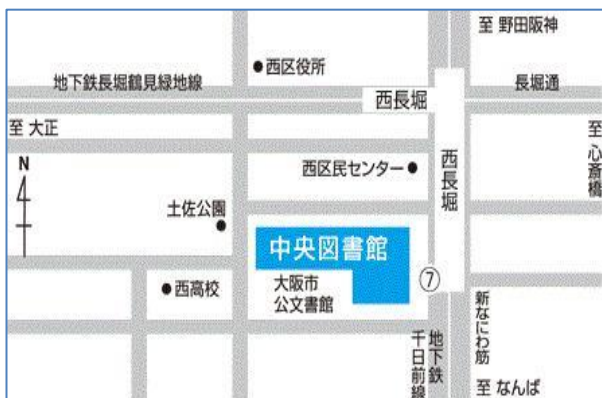 至 野田阪神
西区役所
地下鉄長堀鶴見緑地線
西長堀
長堀通
至 大正
至 心斎橋
N
西区民センター
西長堀
土佐公園
中央図書館
大阪市
公文書館
⑦
西高校
新なにわ筋
地下鉄
千日前線
至 なんば